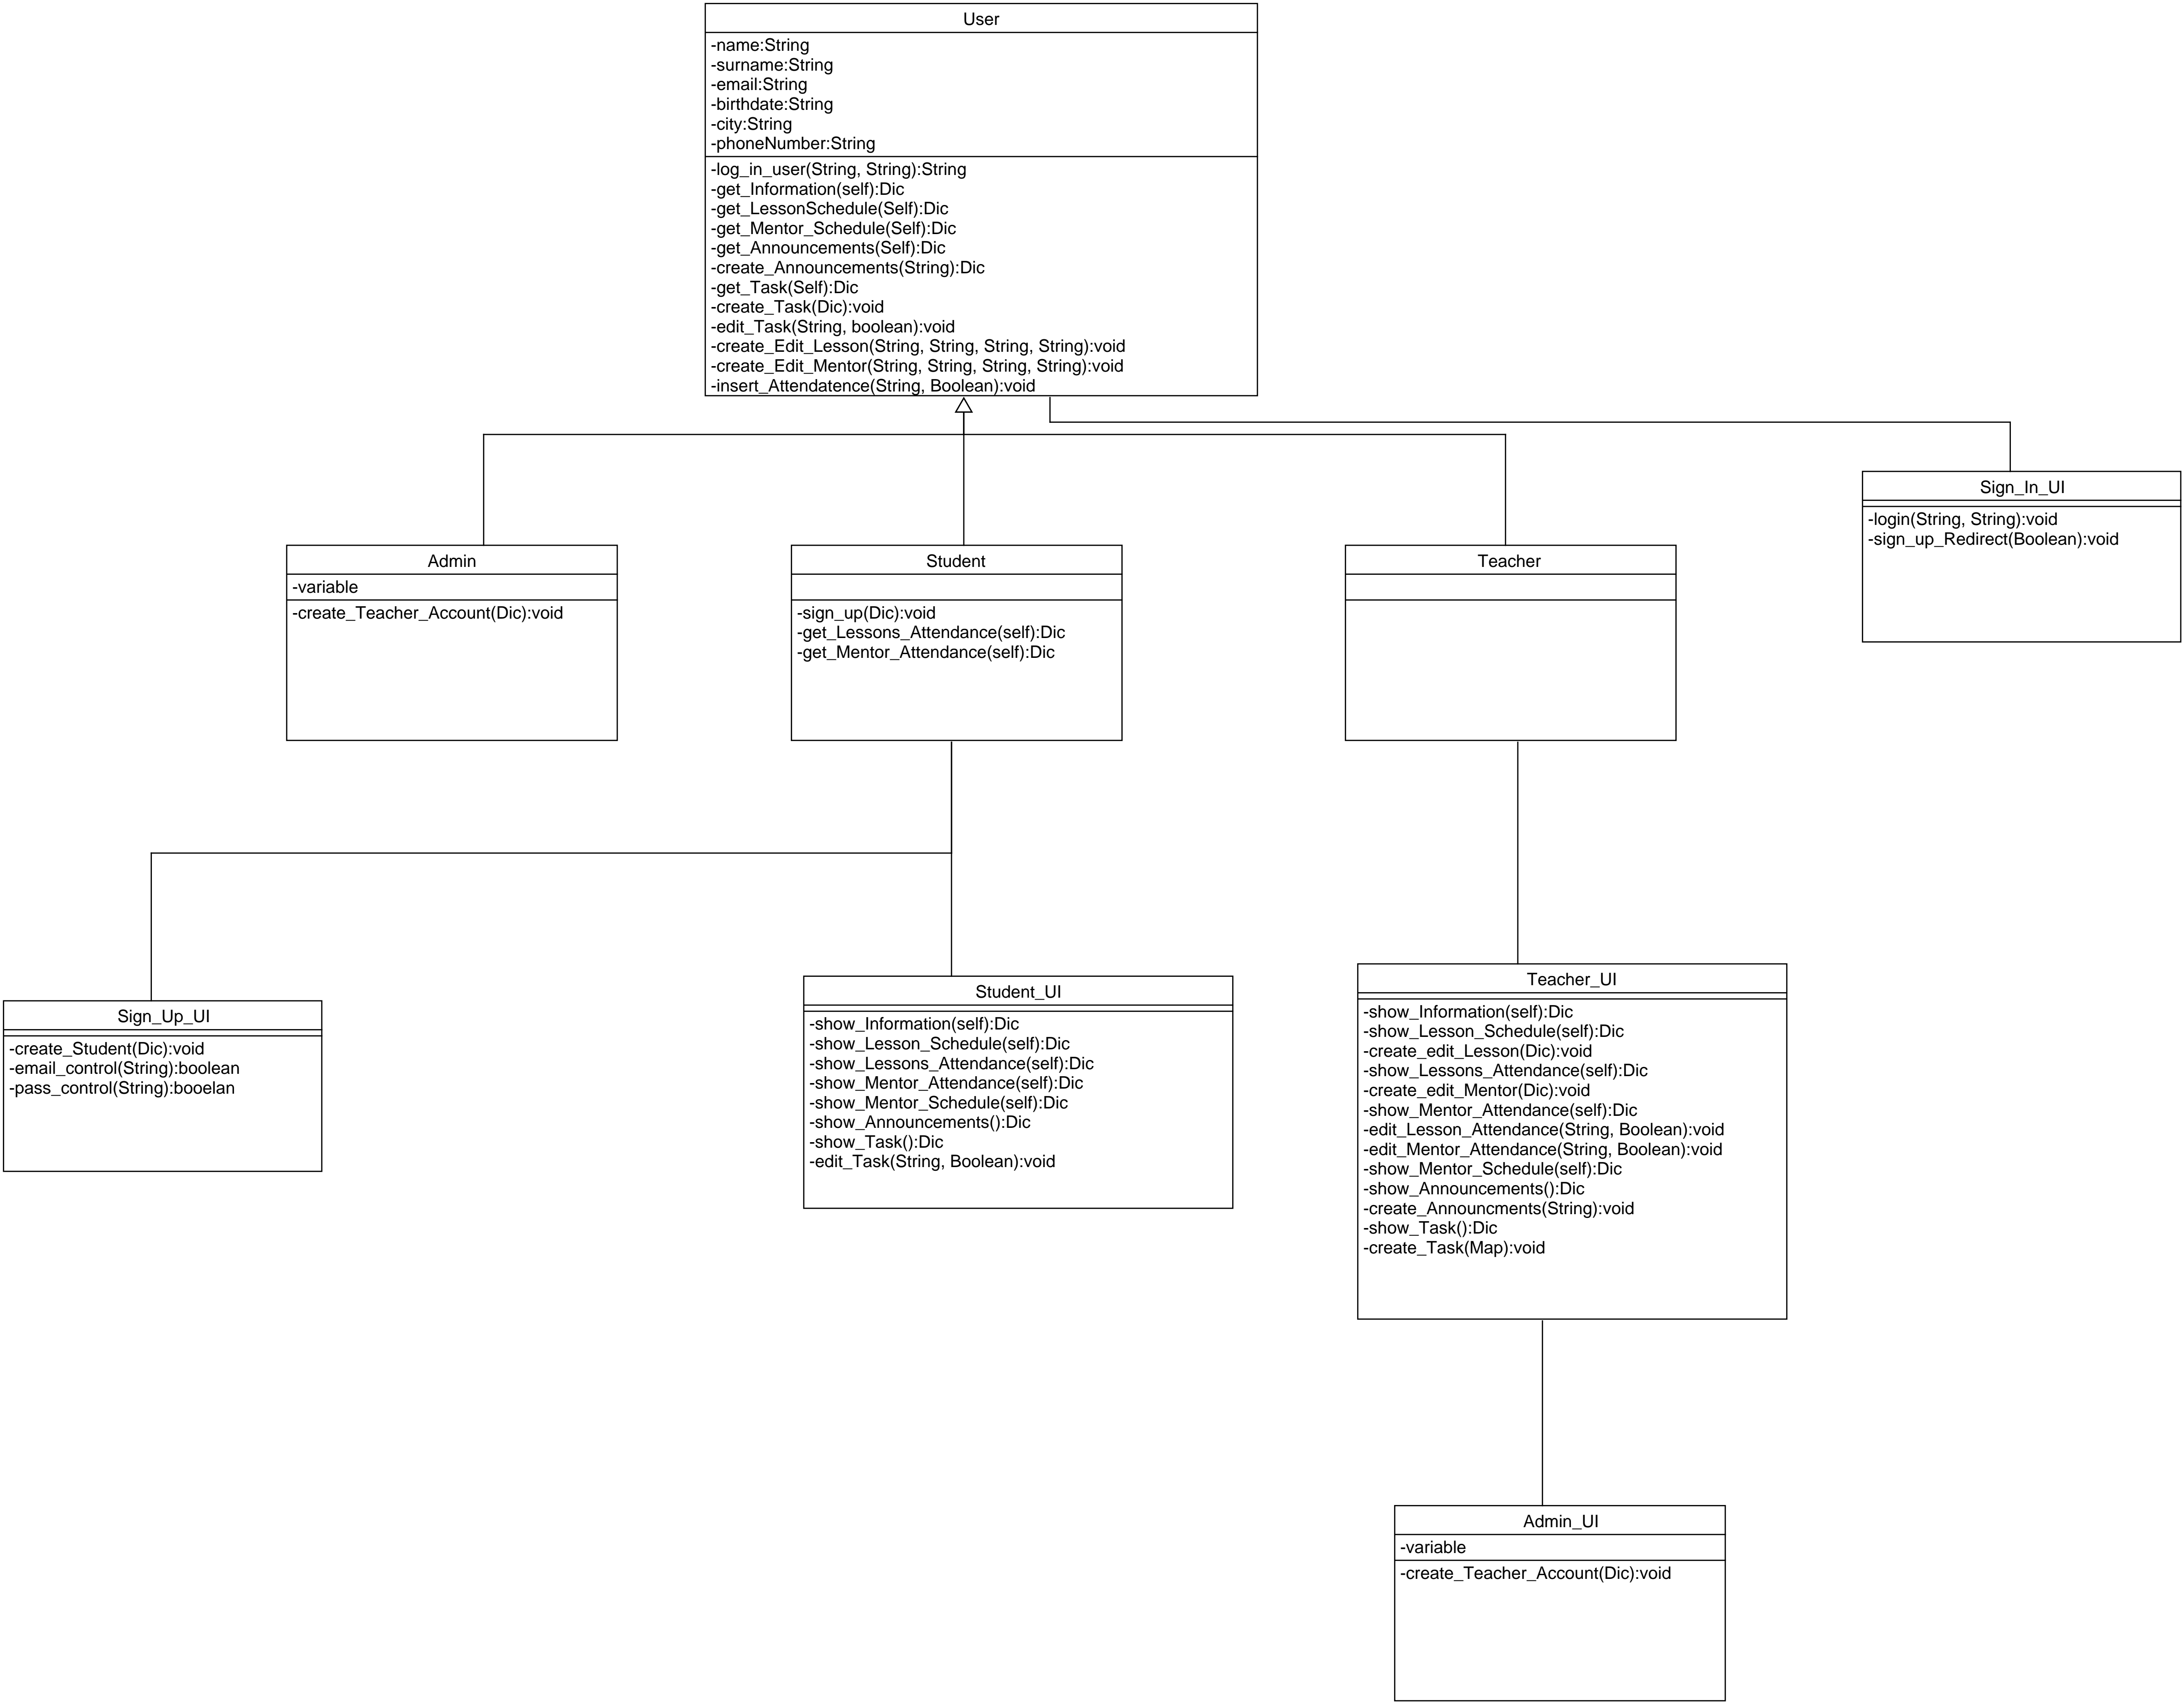 User
-name:String
-surname:String
-email:String
-birthdate:String
-city:String
-phoneNumber:String
-log_in_user(String, String):String
-get_Information(self):Dic
-get_LessonSchedule(Self):Dic
-get_Mentor_Schedule(Self):Dic
-get_Announcements(Self):Dic
-create_Announcements(String):Dic
-get_Task(Self):Dic
-create_Task(Dic):void
-edit_Task(String, boolean):void
-create_Edit_Lesson(String, String, String, String):void
-create_Edit_Mentor(String, String, String, String):void
-insert_Attendatence(String, Boolean):void
Sign_In_UI
-login(String, String):void
-sign_up_Redirect(Boolean):void
Admin
-variable
-create_Teacher_Account(Dic):void
Student
-sign_up(Dic):void
-get_Lessons_Attendance(self):Dic
-get_Mentor_Attendance(self):Dic
Teacher
Sign_Up_UI
-create_Student(Dic):void
-email_control(String):boolean
-pass_control(String):booelan
Student_UI
-show_Information(self):Dic
-show_Lesson_Schedule(self):Dic
-show_Lessons_Attendance(self):Dic
-show_Mentor_Attendance(self):Dic
-show_Mentor_Schedule(self):Dic
-show_Announcements():Dic
-show_Task():Dic
-edit_Task(String, Boolean):void
Teacher_UI
-show_Information(self):Dic
-show_Lesson_Schedule(self):Dic
-create_edit_Lesson(Dic):void
-show_Lessons_Attendance(self):Dic
-create_edit_Mentor(Dic):void
-show_Mentor_Attendance(self):Dic
-edit_Lesson_Attendance(String, Boolean):void
-edit_Mentor_Attendance(String, Boolean):void
-show_Mentor_Schedule(self):Dic
-show_Announcements():Dic
-create_Announcments(String):void
-show_Task():Dic
-create_Task(Map):void
Admin_UI
-variable
-create_Teacher_Account(Dic):void